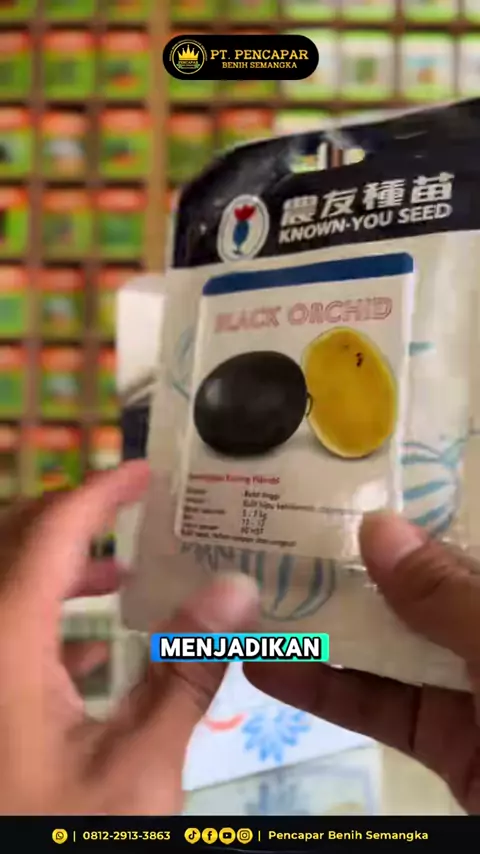 PT. PENCAPAR
BENIH SEMANGKA
農友種苗
KNOWN-YOU SEED
BLACK ORCHID
MENJADIKAN
0812-2913-3863 | Pencapar Benih Semangka